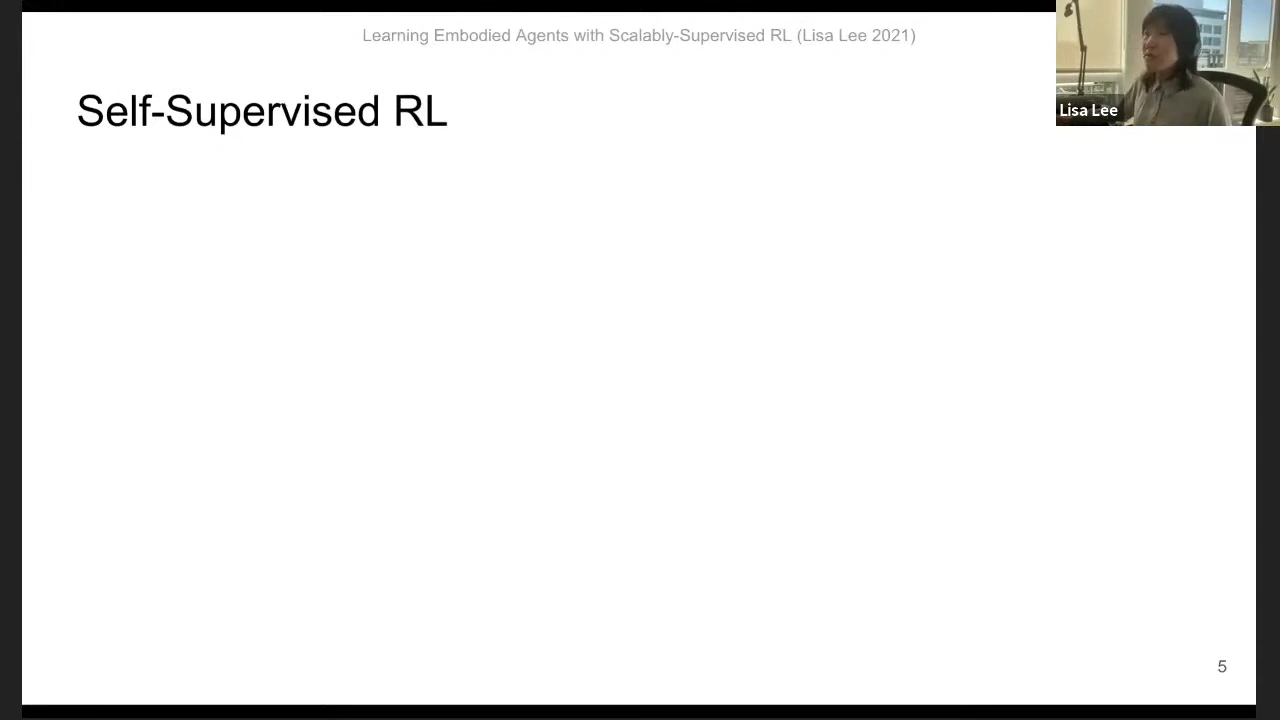 Learning Embodied Agents with Scalably-Supervised RL (Lisa Lee 2021)
Self-Supervised RL
Lisa Lee
5